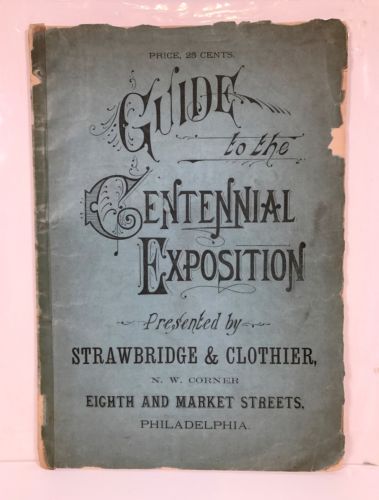 PRICE, 25 CENTS.
GUIDE
to the
CENTENNIAL
EXPOSITION
Presented by
STRAWBRIDGE & CLOTHIER,
N. W. CORNER
EIGHTH AND MARKET STREETS,
PHILADELPHIA.